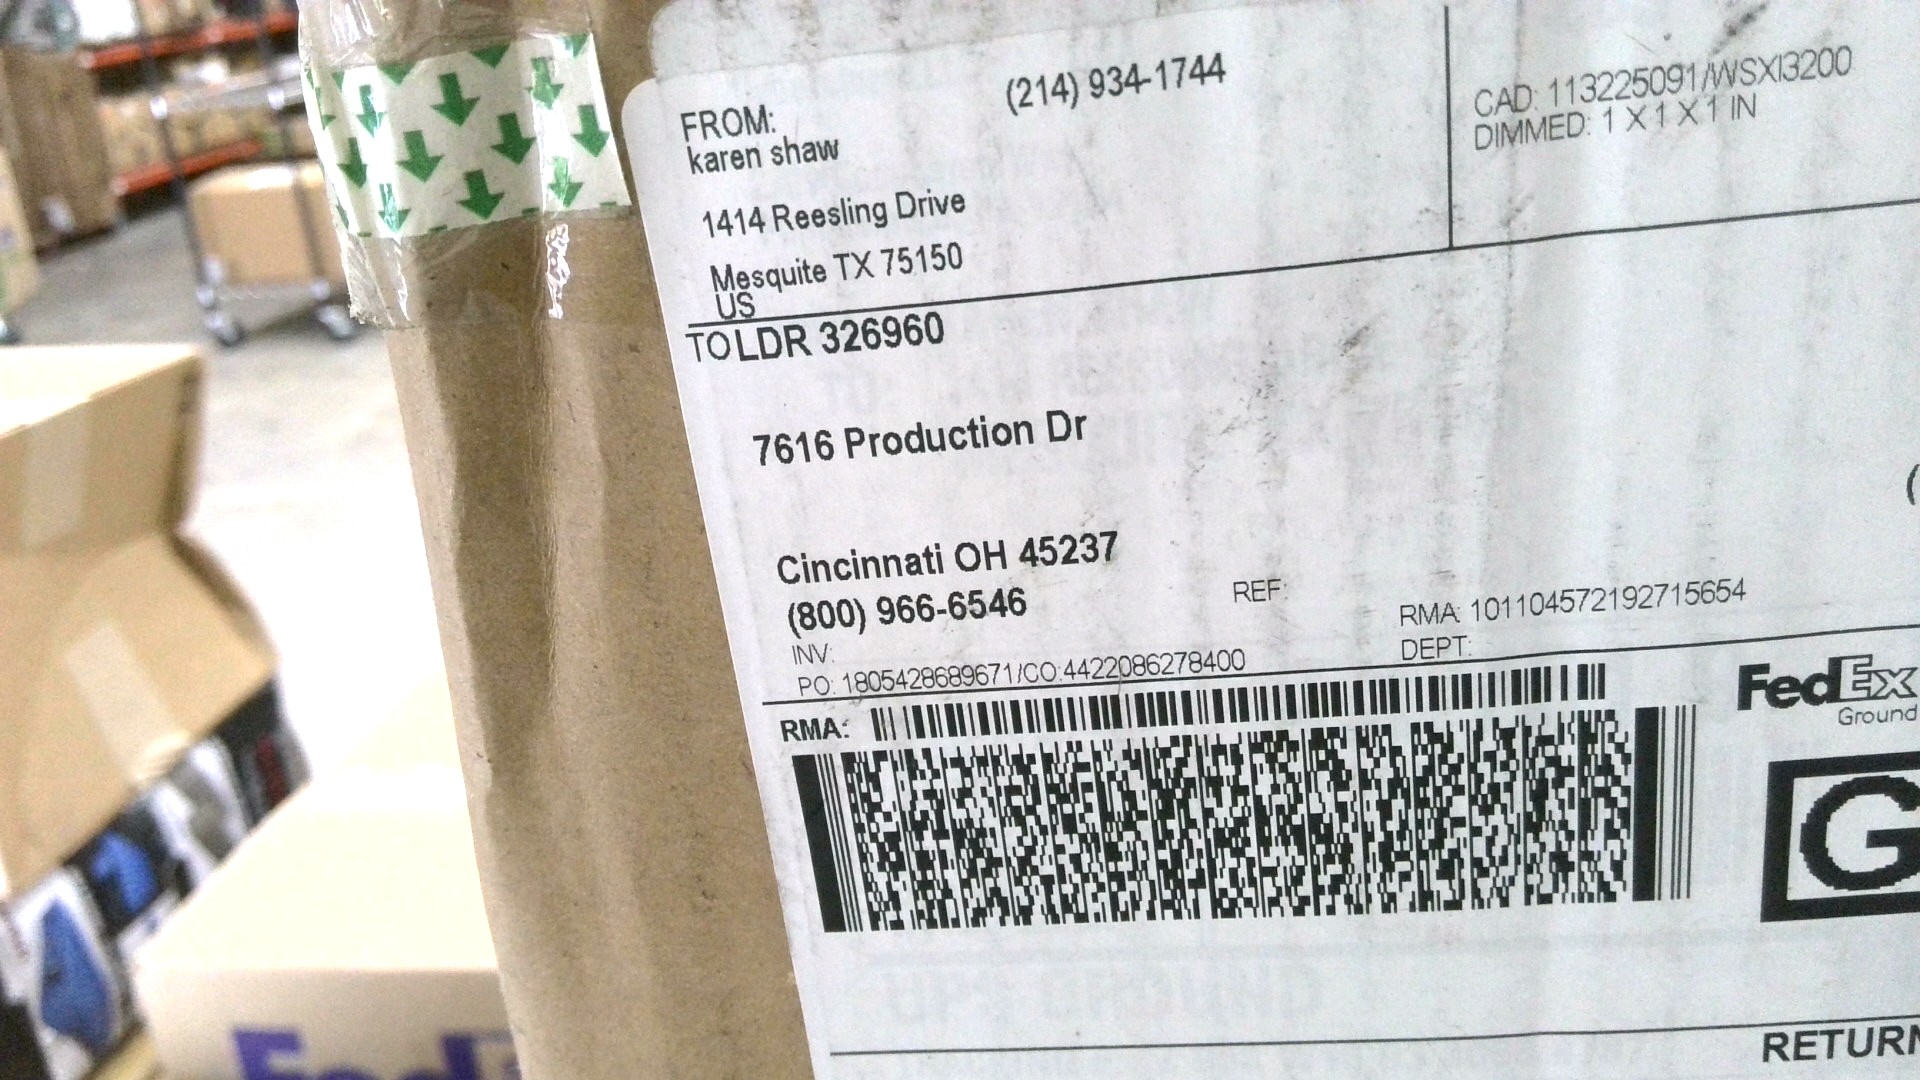 FROM:
(214) 934-1744
karen shaw
1414 Reesling Drive
Mesquite TX 75150
US
CAD: 113225091/WSXI3200
DIMMED: 1 X 1 X 1 IN
TO LDR 326960
7616 Production Dr
Cincinnati OH 45237
(800) 966-6546
REF:
INV:
RMA: 101104572192715654
PO: 1805428689671/CO:4422086278400
DEPT:
RMA:
FedEx
Ground
G
RETURN